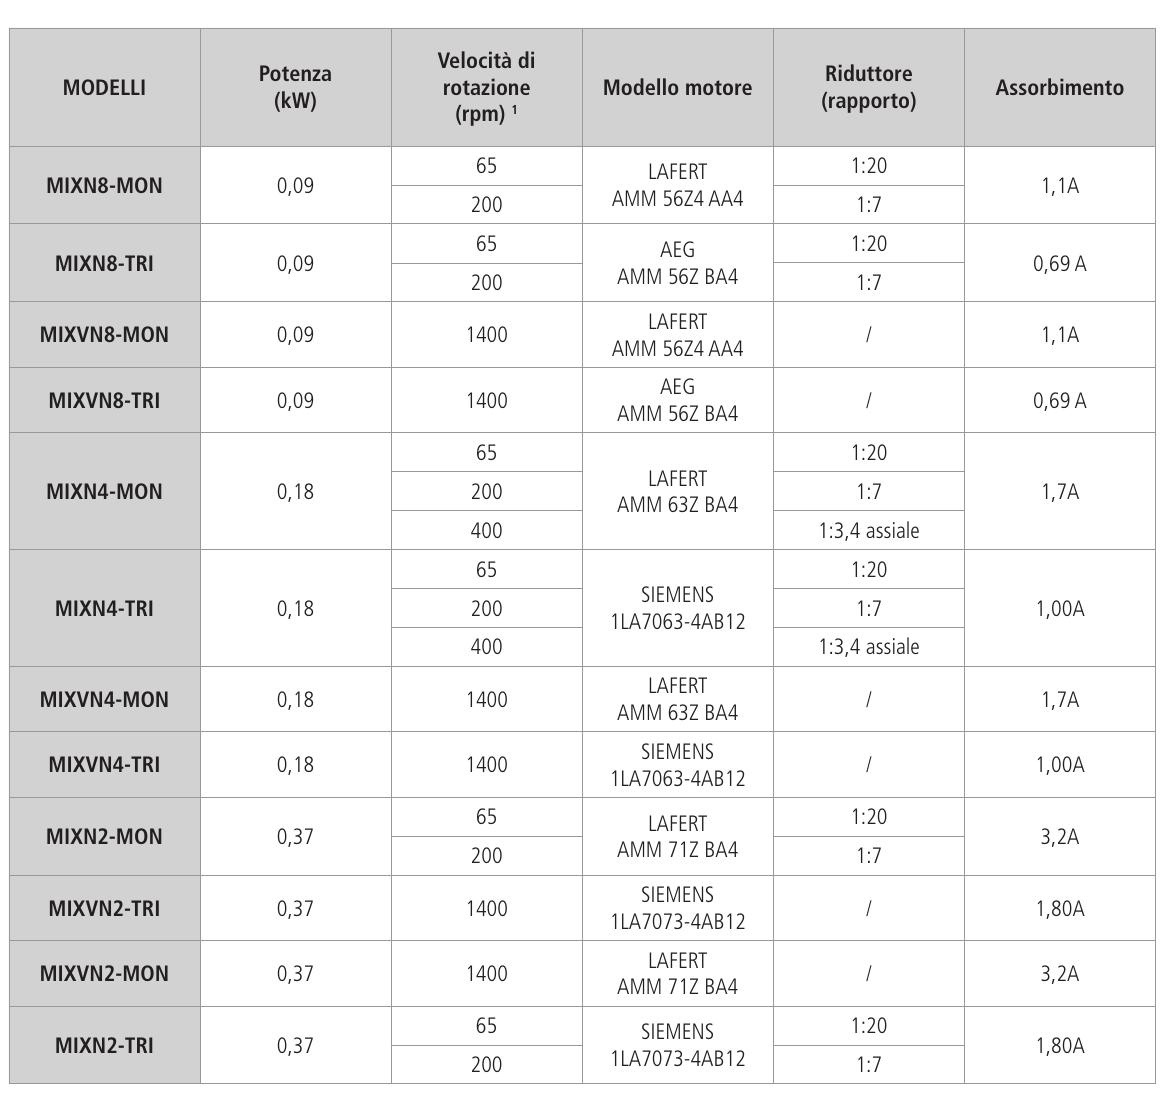 MODELLI
Potenza
(kW)
Velocità di
rotazione
(rpm) 1
Modello motore
Riduttore
(rapporto)
Assorbimento
MIXN8-MON
0,09
65
200
LAFERT
AMM 56Z4 AA4
1:20
1:7
1,1A
MIXN8-TRI
0,09
65
200
AEG
AMM 56Z BA4
1:20
1:7
0,69 A
MIXVN8-MON
0,09
1400
LAFERT
AMM 56Z4 AA4
/
1,1A
MIXVN8-TRI
0,09
1400
AEG
AMM 56Z BA4
/
0,69 A
MIXN4-MON
0,18
65
200
400
LAFERT
AMM 63Z BA4
1:20
1:7
1:3,4 assiale
1,7A
MIXN4-TRI
0,18
65
200
400
SIEMENS
1LA7063-4AB12
1:20
1:7
1:3,4 assiale
1,00A
MIXVN4-MON
0,18
1400
LAFERT
AMM 63Z BA4
/
1,7A
MIXVN4-TRI
0,18
1400
SIEMENS
1LA7063-4AB12
/
1,00A
MIXN2-MON
0,37
65
200
LAFERT
AMM 71Z BA4
1:20
1:7
3,2A
MIXVN2-TRI
0,37
1400
SIEMENS
1LA7073-4AB12
/
1,80A
MIXVN2-MON
0,37
1400
LAFERT
AMM 71Z BA4
/
3,2A
MIXN2-TRI
0,37
65
200
SIEMENS
1LA7073-4AB12
1:20
1:7
1,80A